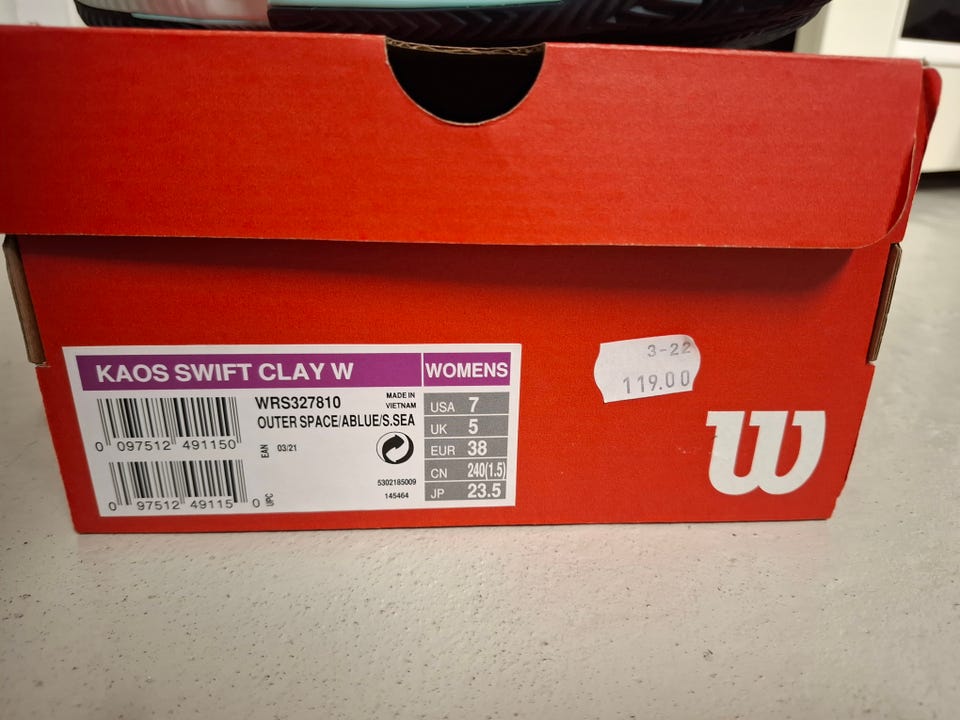 KAOS SWIFT CLAY W
WOMENS
WRS327810
MADE IN
VIETNAM
OUTER SPACE/ABLUE/S.SEA
EAN
03/21
0 097512 491150
5302185009
145464
0 97512 49115 0
UPC
USA 7
UK 5
EUR 38
CN 240(1.5)
JP 23.5
3-22
119.00
W